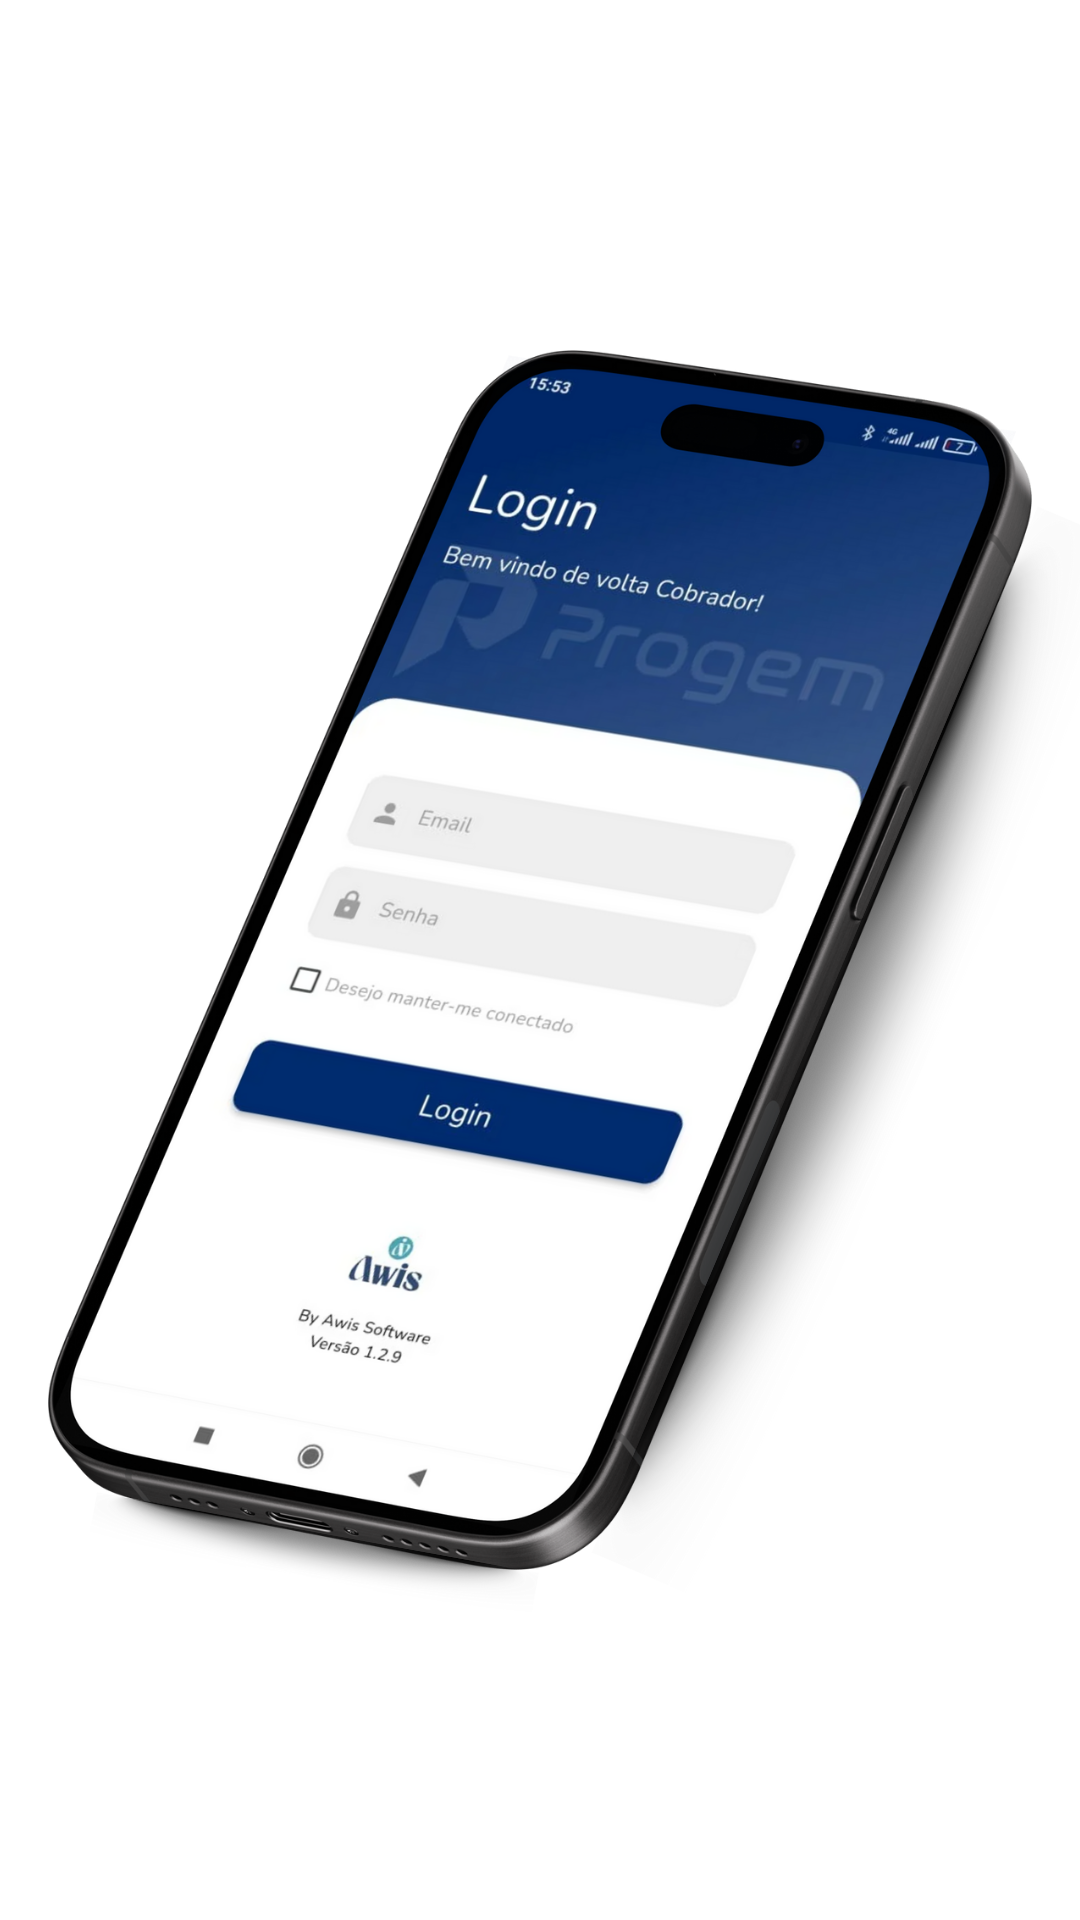 15:53
4G
7
Login
Bem vindo de volta Cobrador!
Progem
Email
Senha
Desejo manter-me conectado
Login
Awis
By Awis Software
Versão 1.2.9